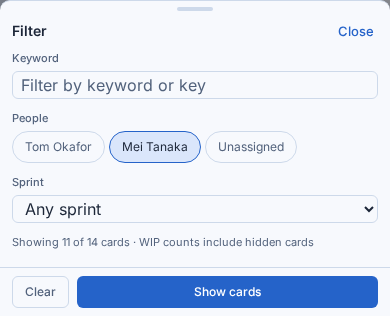 Filter
Close
Keyword
Filter by keyword or key
People
Tom Okafor
Mei Tanaka
Unassigned
Sprint
Any sprint
Showing 11 of 14 cards · WIP counts include hidden cards
Clear
Show cards